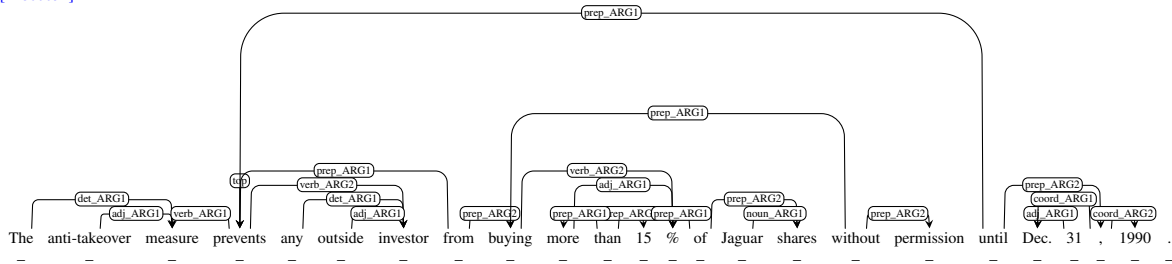 prep_ARG1
prep_ARG1
top prep_ARG1 verb_ARG2
verb_ARG2 adj_ARG1 prep_ARG2
det_ARG1 det_ARG1 prep_ARG2 coord_ARG1
adj_ARG1 verb_ARG1 adj_ARG1 prep_ARG2 prep_ARG1 prep_ARG1 noun_ARG1 prep_ARG2 adj_ARG1 coord_ARG2
The anti-takeover measure prevents any outside investor from buying more than 15 % of Jaguar shares without permission until Dec. 31 , 1990 .